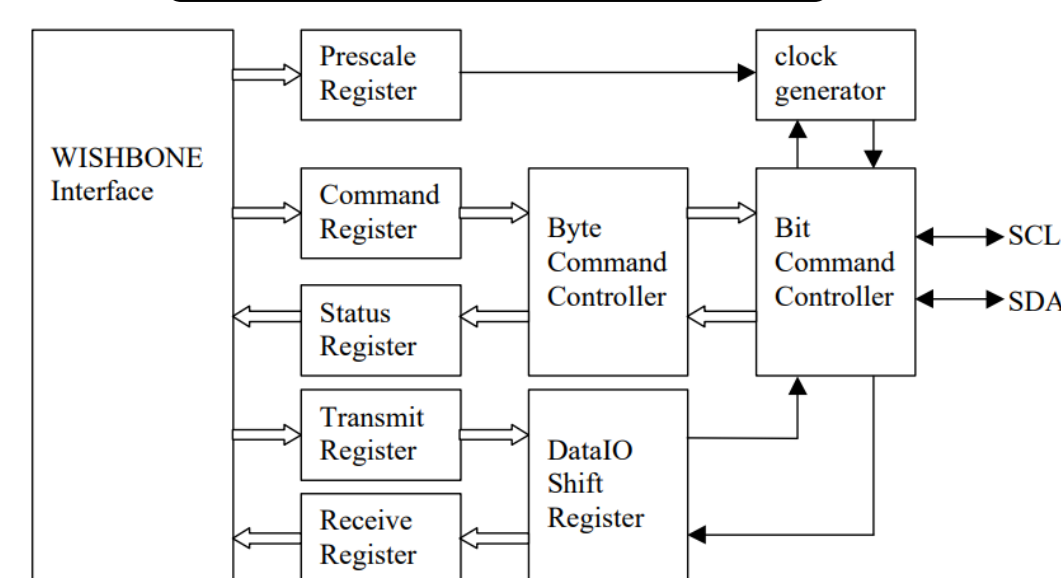 Prescale
Register
clock
generator
WISHBONE
Interface
Command
Register
Byte
Command
Controller
Bit
Command
Controller
SCL
SDA
Status
Register
Transmit
Register
DataIO
Shift
Register
Receive
Register